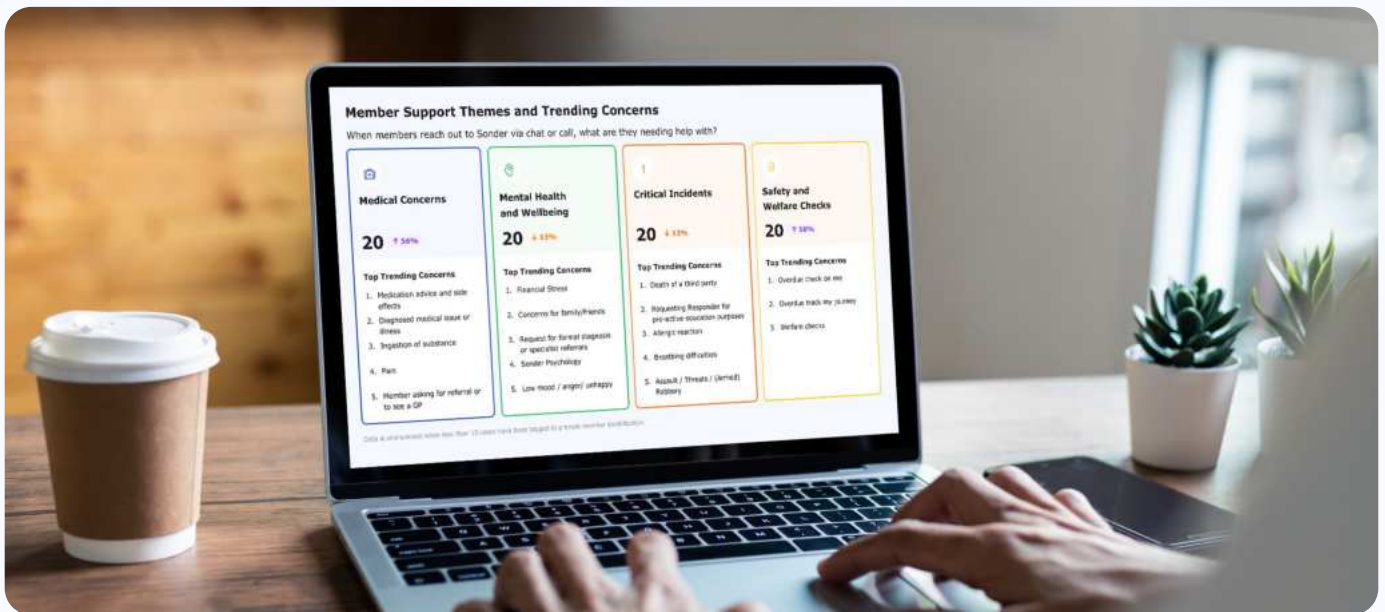 Member Support Themes and Trending Concerns
When members reach out to Sonder via chat or call, what are they needing help with?
Medical Concerns
20 ↑ 56%
Top Trending Concerns
1. Medication advice and side
effects
2. Diagnosed medical issue or
illness
3. Ingestion of substance
4. Pain
5. Member asking for referral or
to see a GP
Mental Health
and Wellbeing
20
Top Trending Concerns
1. Financial Stress
2. Concerns for family/friends
3. Request for formal diagnosis
or specialist referrals
4. Sonder Psychology
5. Low mood / anger/ unhappy
Critical Incidents
20
Top Trending Concerns
1. Death of a third party
2. Requesting Responder for
pro-active education purposes
3. Allergic reaction
4. Breathing difficulties
5. Assault / Threats / (Armed)
Robbery
Safety and
Welfare Checks
20
Top Trending Concerns
1. Overdue check on me
2. Overdue track my journey
3. Welfare checks